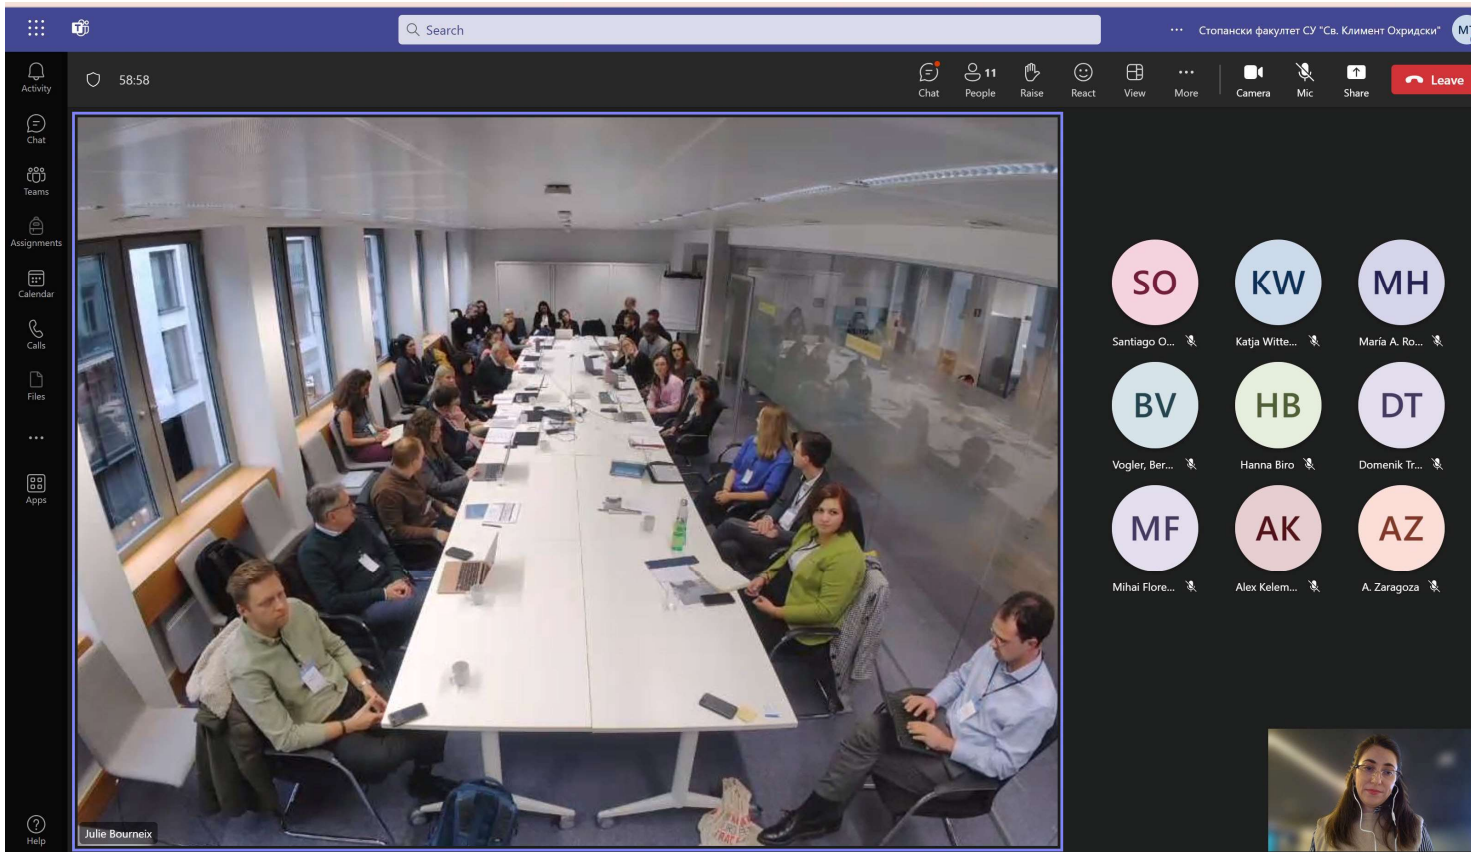 Search
Стопански факултет СУ "Св. Климент Охридски"
MT
Activity
Chat
Teams
Assignments
Calendar
Calls
Files
Apps
Help
58:58
Chat
11
People
Raise
React
View
More
Camera
Mic
Share
Leave
Julie Bourneix
SO
KW
MH
Santiago O...
Katja Witte...
María A. Ro...
BV
HB
DT
Vogler, Ber...
Hanna Biro
Domenik Tr...
MF
AK
AZ
Mihai Flore...
Alex Kelem...
A. Zaragoza